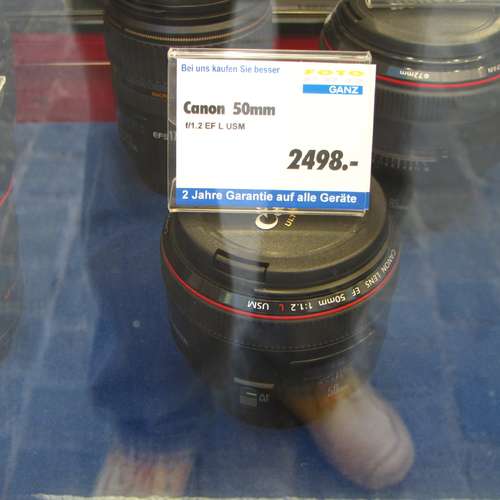 Bei uns kaufen Sie besser
FOTO
GANZ
Canon 50mm
f/1.2 EF L USM
2498.-
2 Jahre Garantie auf alle Geräte
CANON LENS EF 50mm 1:1.2 L USM
ø72mm